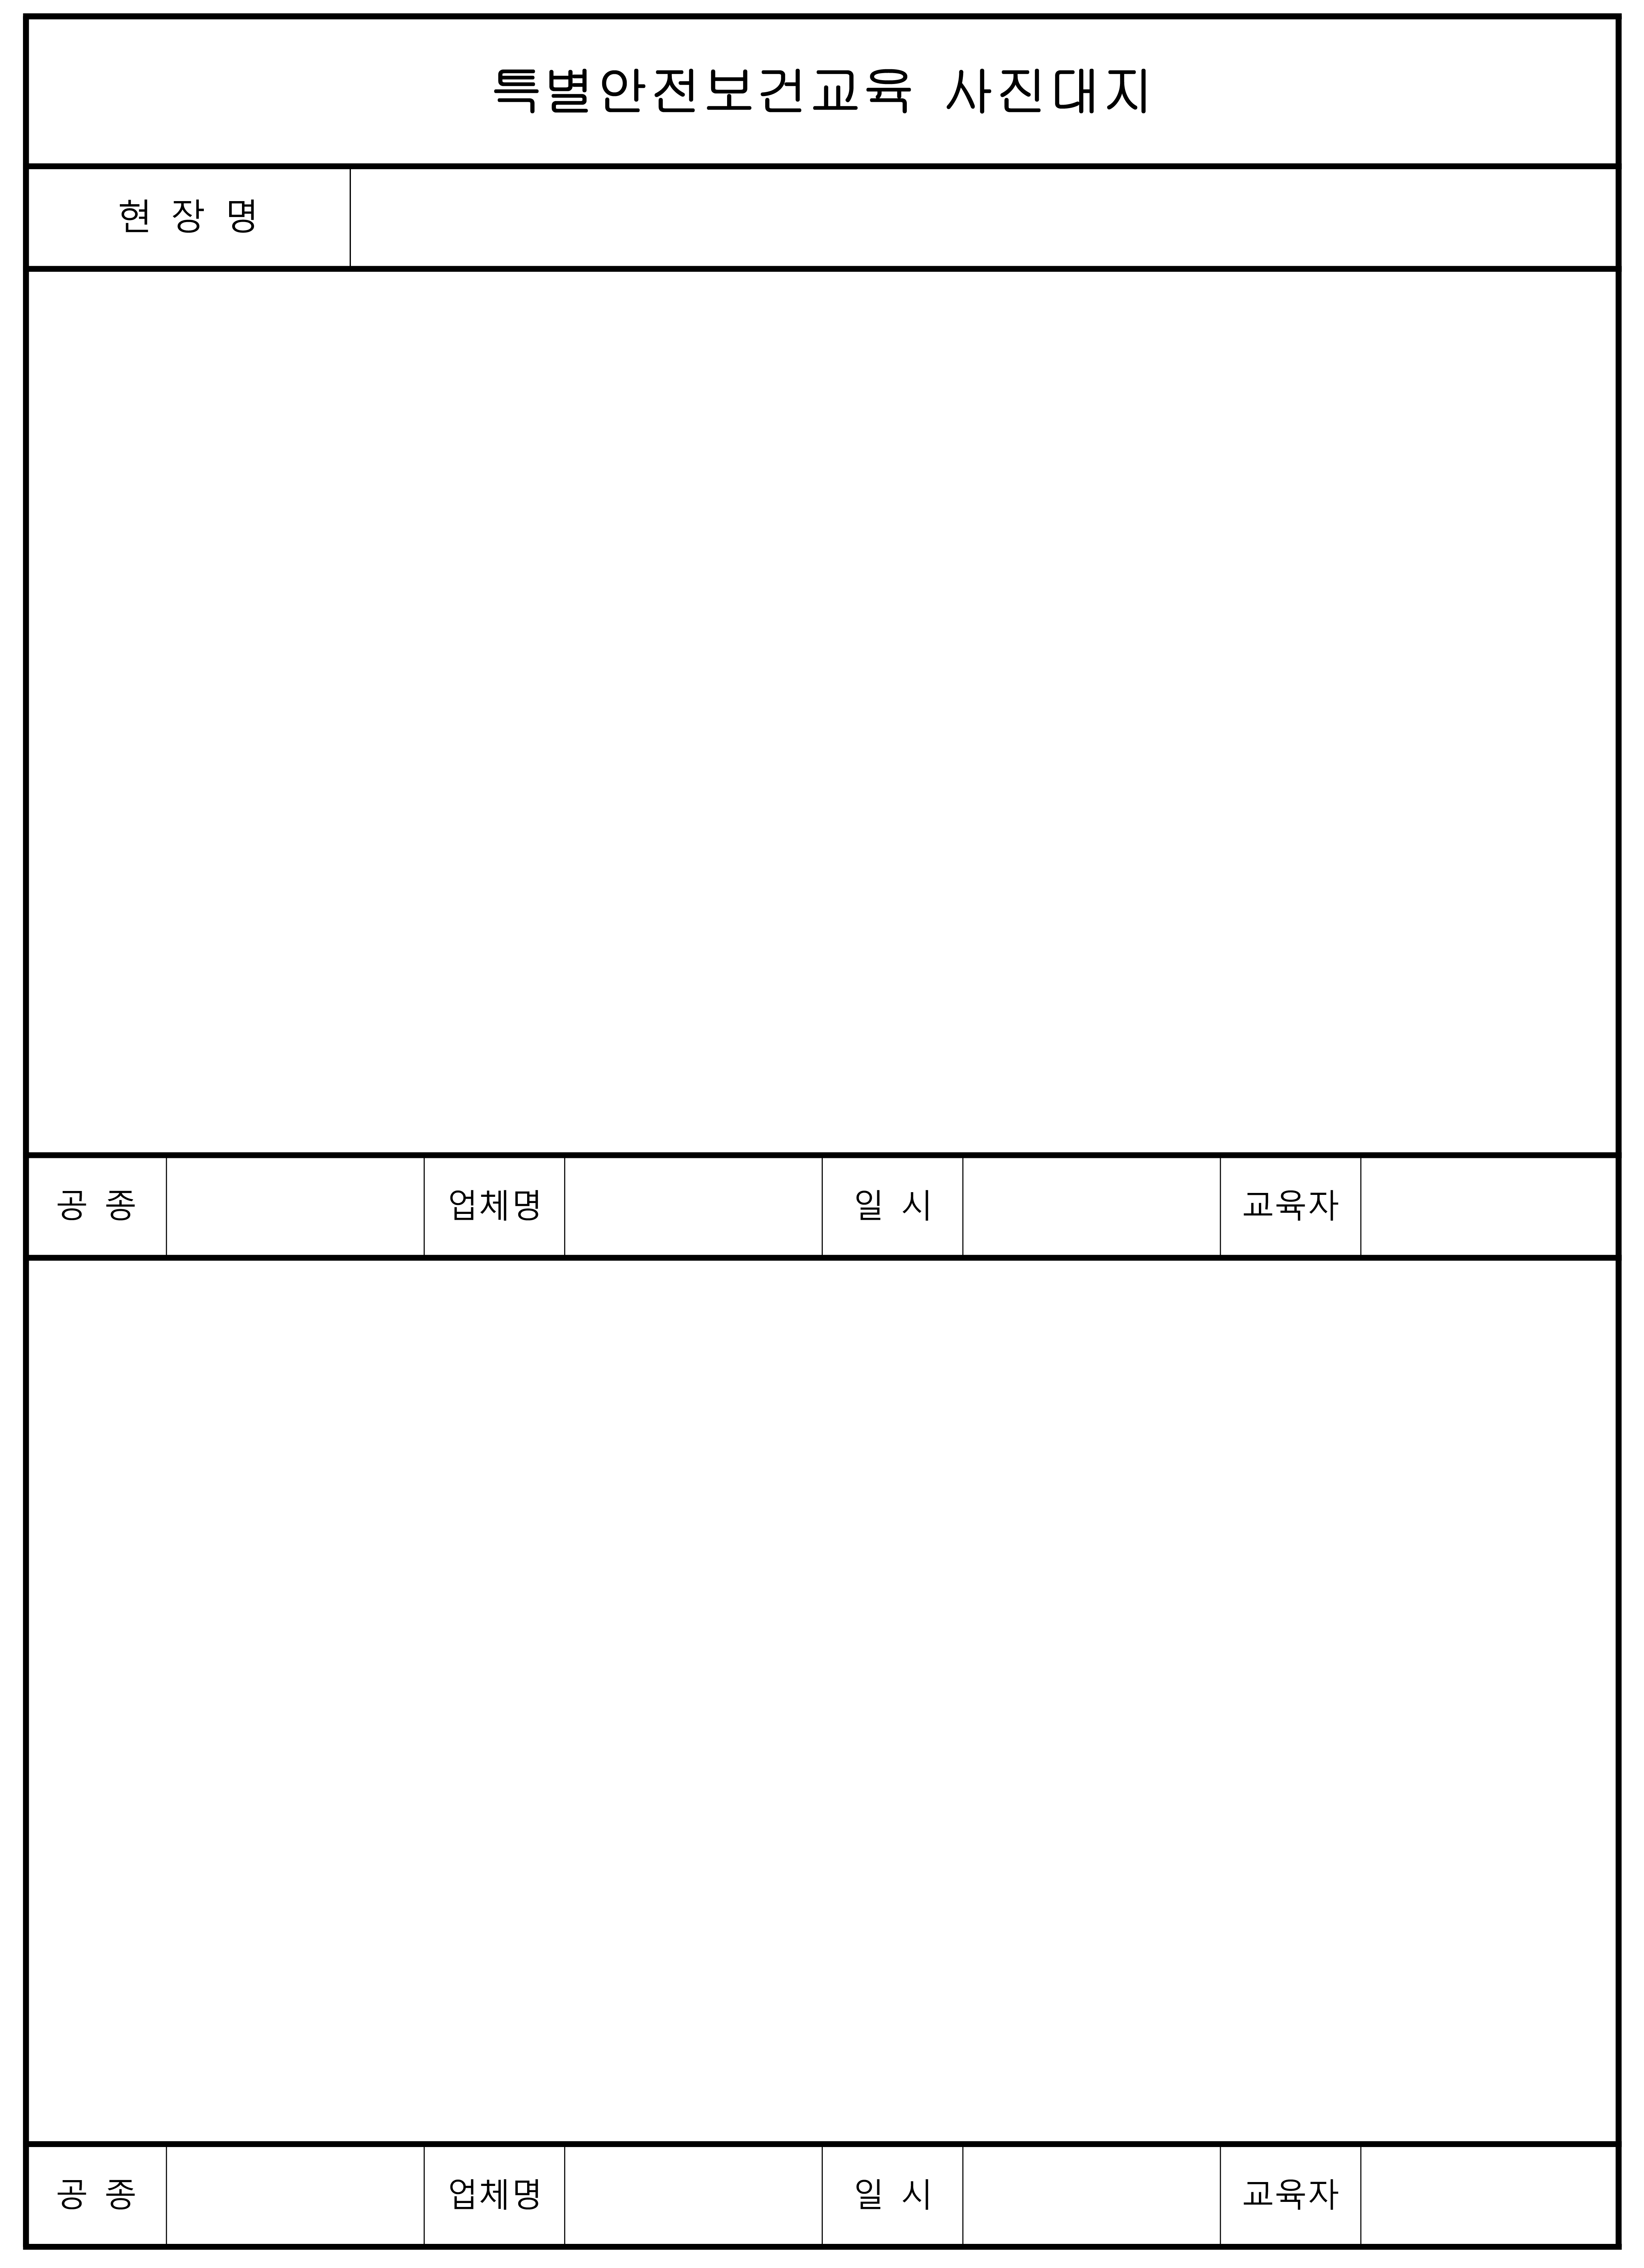 특별안전보건교육 사진대지
현 장 명
공 종 업체명 일 시 교육자
공 종 업체명 일 시 교육자